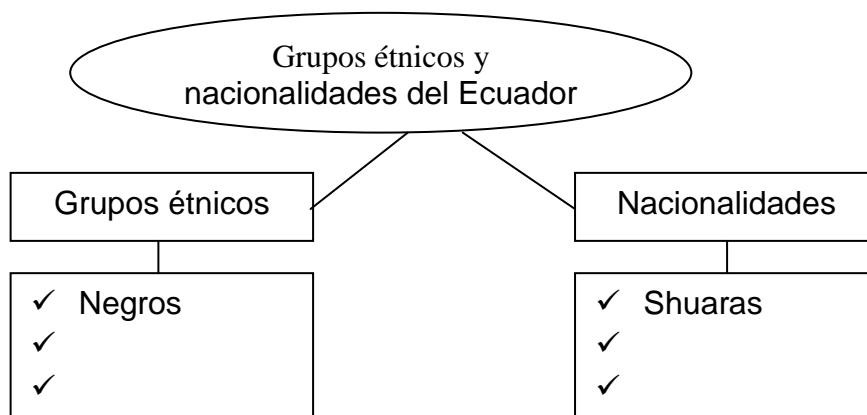 Grupos étnicos y
nacionalidades del Ecuador
Grupos étnicos
Nacionalidades
✓ Negros
✓
✓
✓ Shuaras
✓
✓